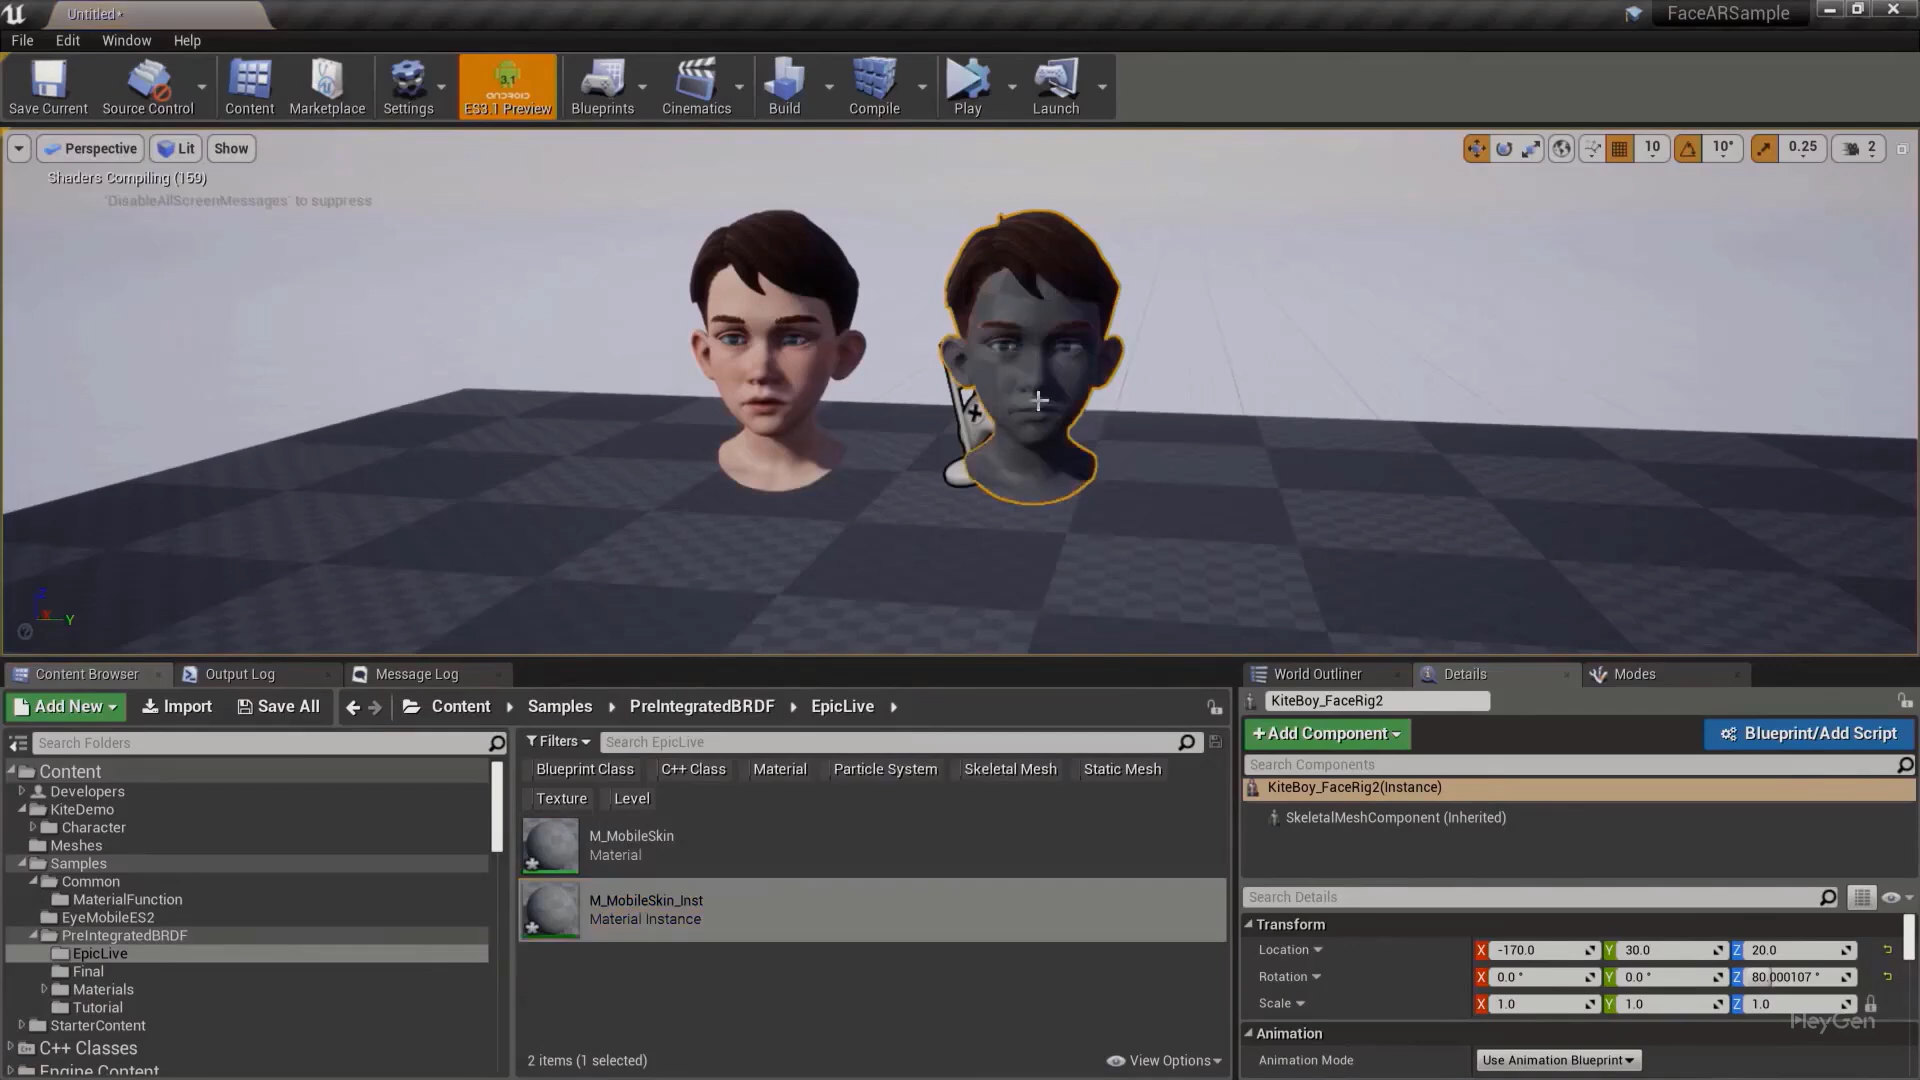 Untitled*
FaceARSample
File Edit Window Help
3.1
ANDROID
Save Current Source Control Content Marketplace Settings ES3.1 Preview Blueprints Cinematics Build Compile Play Launch
Perspective Lit Show
10 10° 0.25 2
Shaders Compiling (159)
'DisableAllScreenMessages' to suppress
Z
X
Y
Content Browser Output Log Message Log
World Outliner Details Modes
Add New Import Save All Content Samples PreIntegratedBRDF EpicLive
KiteBoy_FaceRig2
+Add Component Blueprint/Add Script
Search Folders
Filters Search EpicLive
Search Components
Blueprint Class C++ Class Material Particle System Skeletal Mesh Static Mesh
Texture Level
KiteBoy_FaceRig2(Instance)
SkeletalMeshComponent (Inherited)
Content
Developers
KiteDemo
Character
Meshes
Samples
Common
MaterialFunction
EyeMobileES2
PreIntegratedBRDF
EpicLive
Final
Materials
Tutorial
StarterContent
C++ Classes
Engine Content
M_MobileSkin
Material
M_MobileSkin_Inst
Material Instance
2 items (1 selected)
View Options
Search Details
Transform
Location X -170.0 Y 30.0 Z 20.0
Rotation X 0.0 ° Y 0.0 ° Z 80.000107 °
Scale X 1.0 Y 1.0 Z 1.0
HeyGen
Animation
Animation Mode Use Animation Blueprint